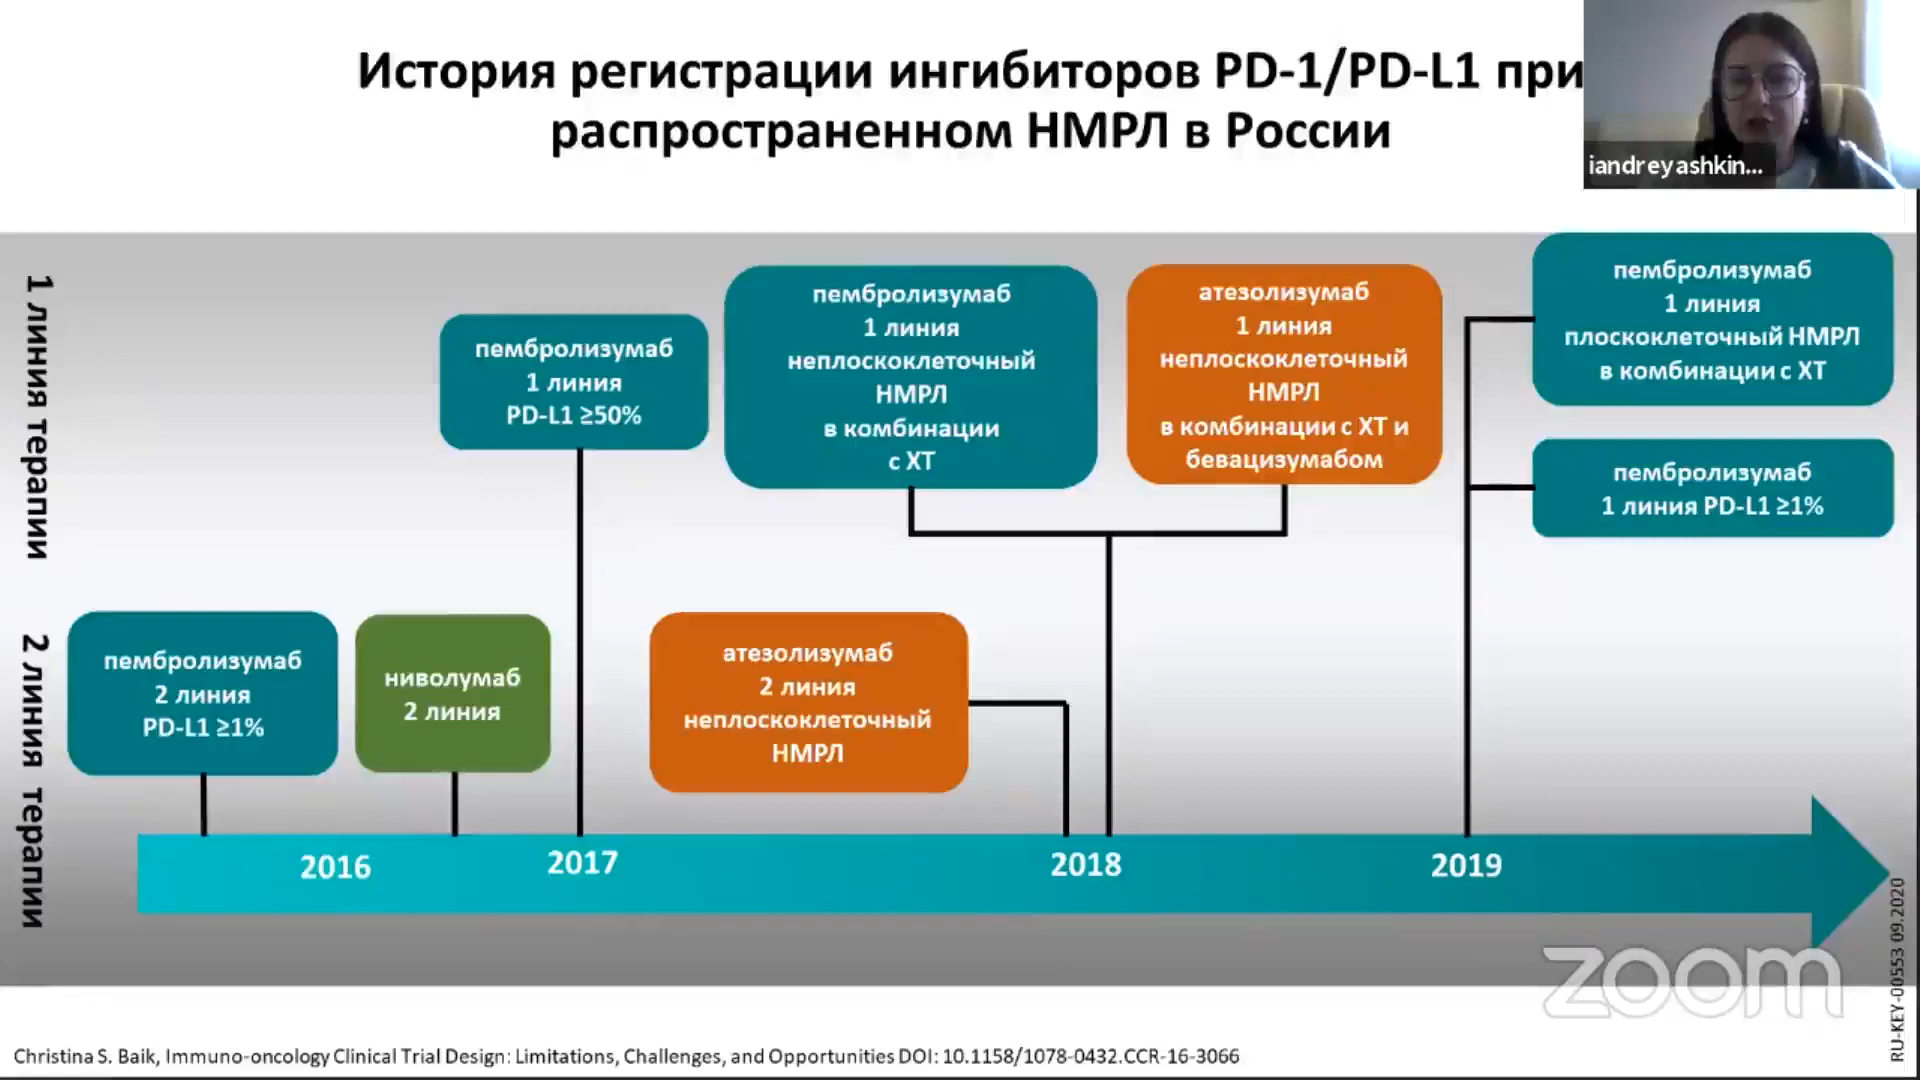 История регистрации ингибиторов PD-1/PD-L1 при
распространенном НМРЛ в России
iandreyashkin...
1 линия терапии
2 линия терапии
пембролизумаб
1 линия
PD-L1 ≥50%
пембролизумаб
1 линия
неплоскоклеточный
НМРЛ
в комбинации
с ХТ
атезолизумаб
1 линия
неплоскоклеточный
НМРЛ
в комбинации с ХТ и
бевацизумабом
пембролизумаб
1 линия
плоскоклеточный НМРЛ
в комбинации с ХТ
пембролизумаб
1 линия PD-L1 ≥1%
пембролизумаб
2 линия
PD-L1 ≥1%
ниволумаб
2 линия
атезолизумаб
2 линия
неплоскоклеточный
НМРЛ
2016
2017
2018
2019
RU-KEY-00553 09.2020
zoom
Christina S. Baik, Immuno-oncology Clinical Trial Design: Limitations, Challenges, and Opportunities DOI: 10.1158/1078-0432.CCR-16-3066